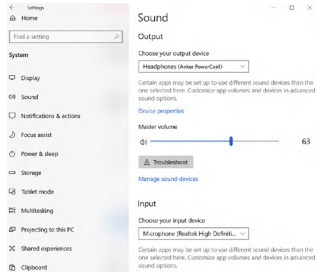 Settings
Home
Find a setting
System
Display
Sound
Notifications & actions
Focus assist
Power & sleep
Storage
Tablet mode
Multitasking
Projecting to this PC
Shared experiences
Clipboard
Sound
Output
Choose your output device
Headphones (Anker PowerConf)
Certain apps may be set up to use different sound devices than the
one selected here. Customize app volumes and devices in advanced
sound options.
Device properties
Master volume
63
Troubleshoot
Manage sound devices
Input
Choose your input device
Microphone (Realtek High Definiti...
Certain apps may be set up to use different sound devices than the
one selected here. Customize app volumes and devices in advanced
sound options.